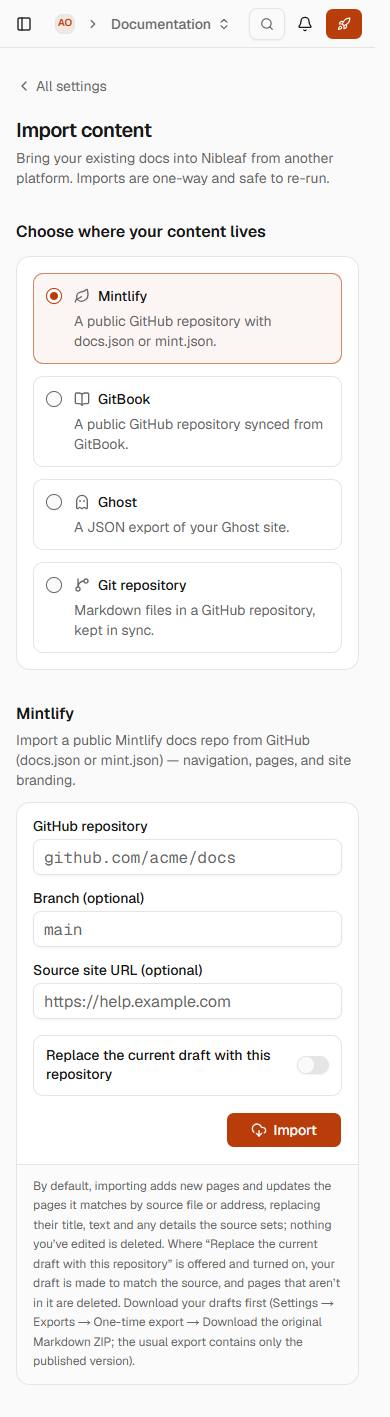 AO
Documentation
All settings
Import content
Bring your existing docs into Nibleaf from another
platform. Imports are one-way and safe to re-run.
Choose where your content lives
Mintlify
A public GitHub repository with
docs.json or mint.json.
GitBook
A public GitHub repository synced from
GitBook.
Ghost
A JSON export of your Ghost site.
Git repository
Markdown files in a GitHub repository,
kept in sync.
Mintlify
Import a public Mintlify docs repo from GitHub
(docs.json or mint.json) — navigation, pages, and site
branding.
GitHub repository
github.com/acme/docs
Branch (optional)
main
Source site URL (optional)
https://help.example.com
Replace the current draft with this
repository
Import
By default, importing adds new pages and updates the
pages it matches by source file or address, replacing
their title, text and any details the source sets; nothing
you’ve edited is deleted. Where “Replace the current
draft with this repository” is offered and turned on, your
draft is made to match the source, and pages that aren’t
in it are deleted. Download your drafts first (Settings →
Exports → One-time export → Download the original
Markdown ZIP; the usual export contains only the
published version).